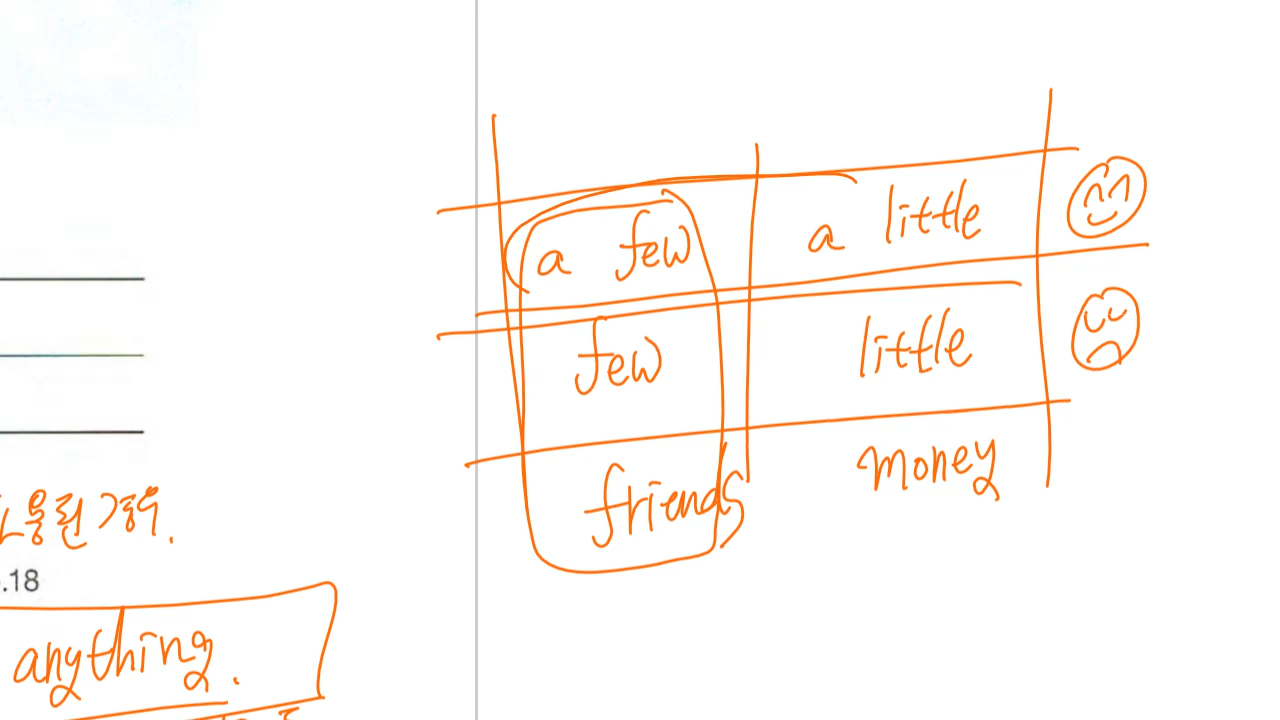 a few a little
few little
friends money
.18
anything.